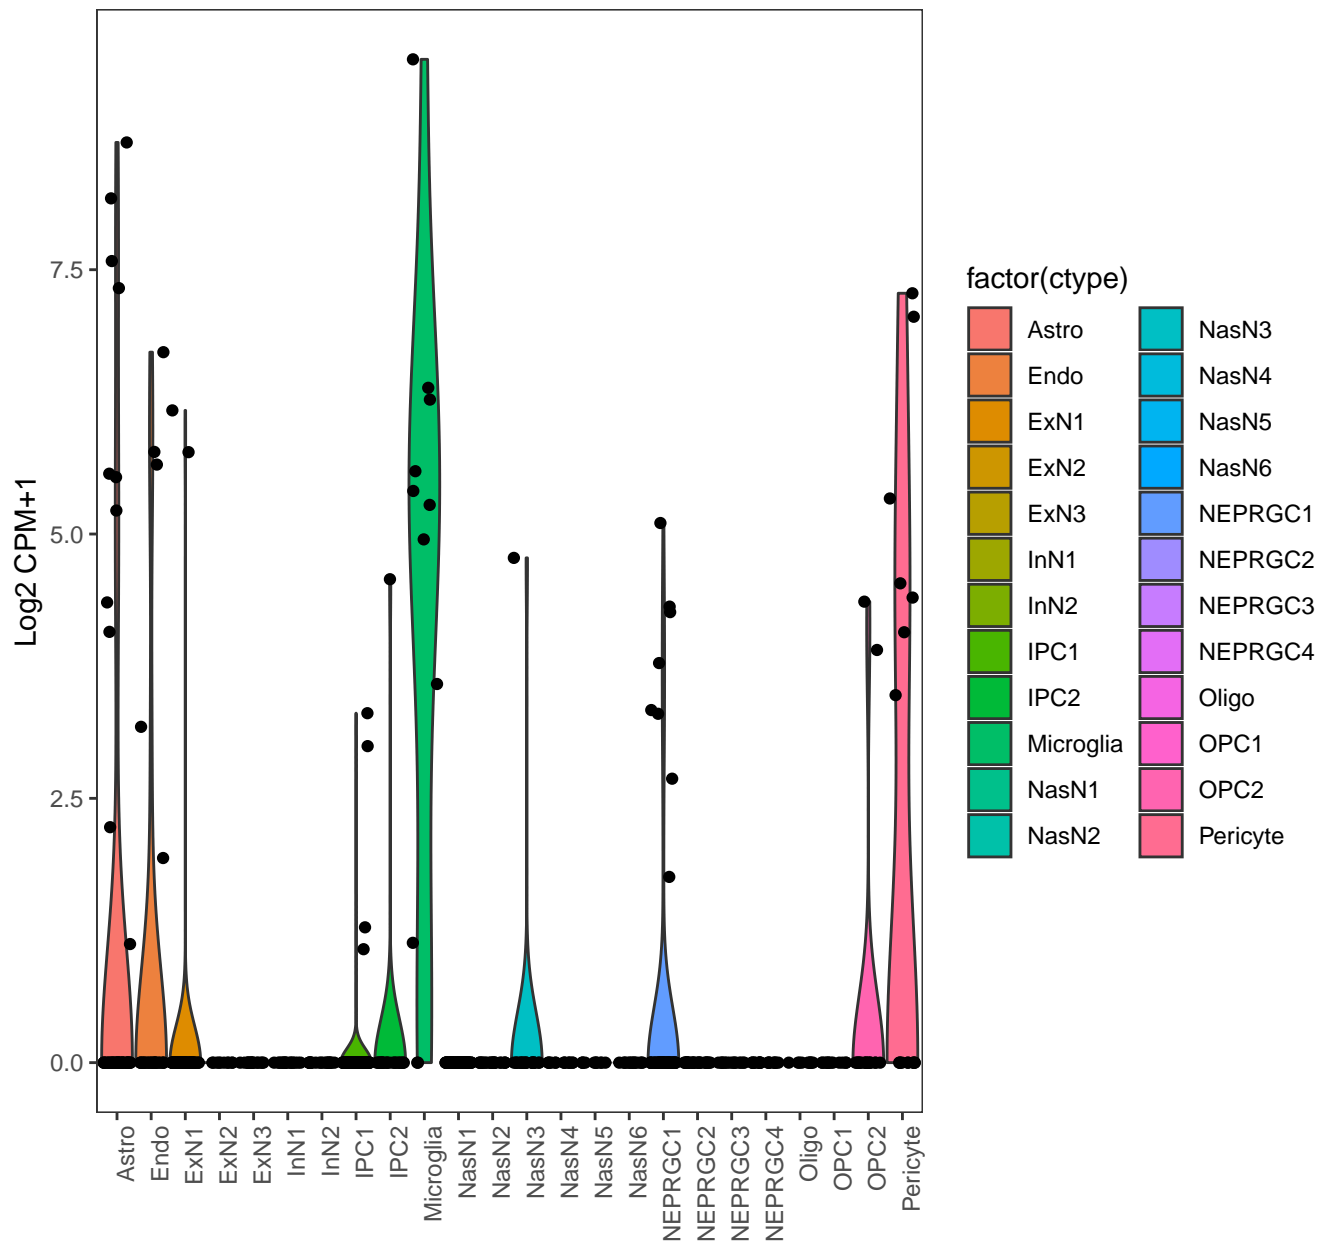 Log2 CPM+1
7.5
5.0
2.5
0.0
Astro
Endo
ExN1
ExN2
ExN3
InN1
InN2
IPC1
IPC2
Microglia
NasN1
NasN2
NasN3
NasN4
NasN5
NasN6
NEPRGC1
NEPRGC2
NEPRGC3
NEPRGC4
Oligo
OPC1
OPC2
Pericyte
factor(ctype)
Astro
Endo
ExN1
ExN2
ExN3
InN1
InN2
IPC1
IPC2
Microglia
NasN1
NasN2
NasN3
NasN4
NasN5
NasN6
NEPRGC1
NEPRGC2
NEPRGC3
NEPRGC4
Oligo
OPC1
OPC2
Pericyte